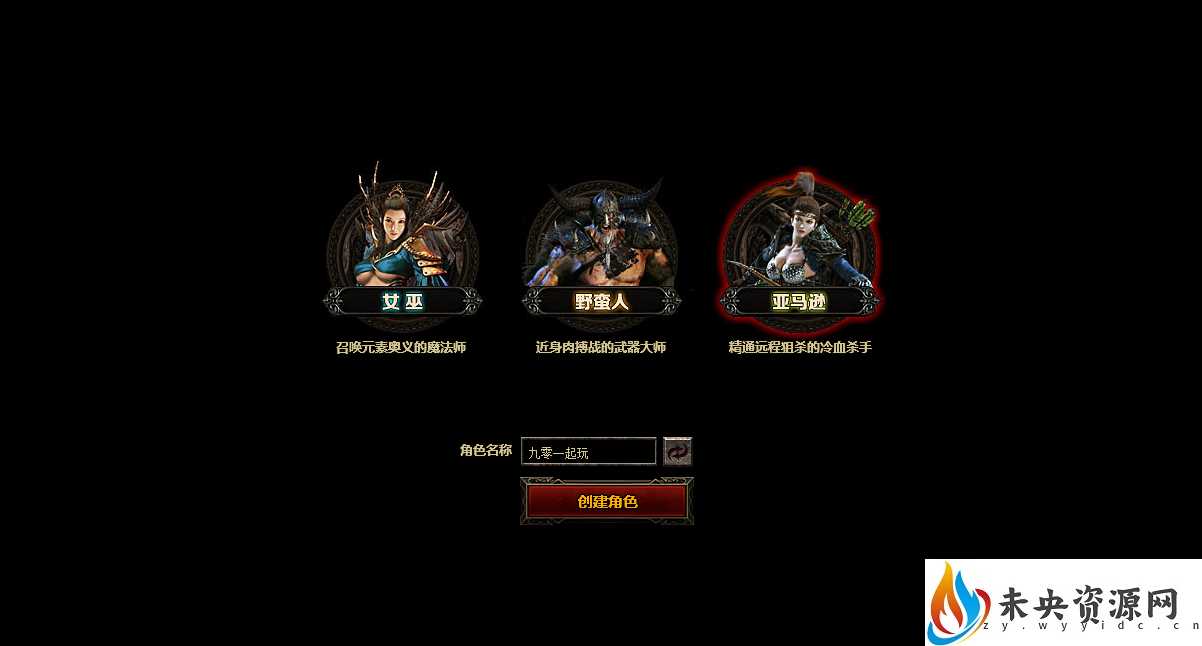 女巫
野蛮人
亚马逊
召唤元素奥义的魔法师
近身肉搏战的武器大师
精通远程狙杀的冷血杀手
角色名称
九零一起玩
创建角色
未央资源网
zy.wyyidc.cn